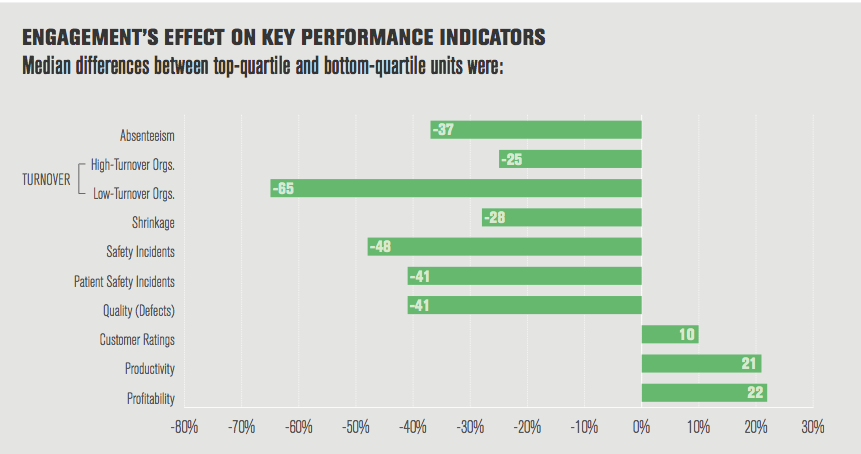 ENGAGEMENT'S EFFECT ON KEY PERFORMANCE INDICATORS
Median differences between top-quartile and bottom-quartile units were:
Absenteeism -37
TURNOVER
High-Turnover Orgs. -25
Low-Turnover Orgs. -65
Shrinkage -28
Safety Incidents -48
Patient Safety Incidents -41
Quality (Defects) -41
Customer Ratings 10
Productivity 21
Profitability 22
-80% -70% -60% -50% -40% -30% -20% -10% 0% 10% 20% 30%